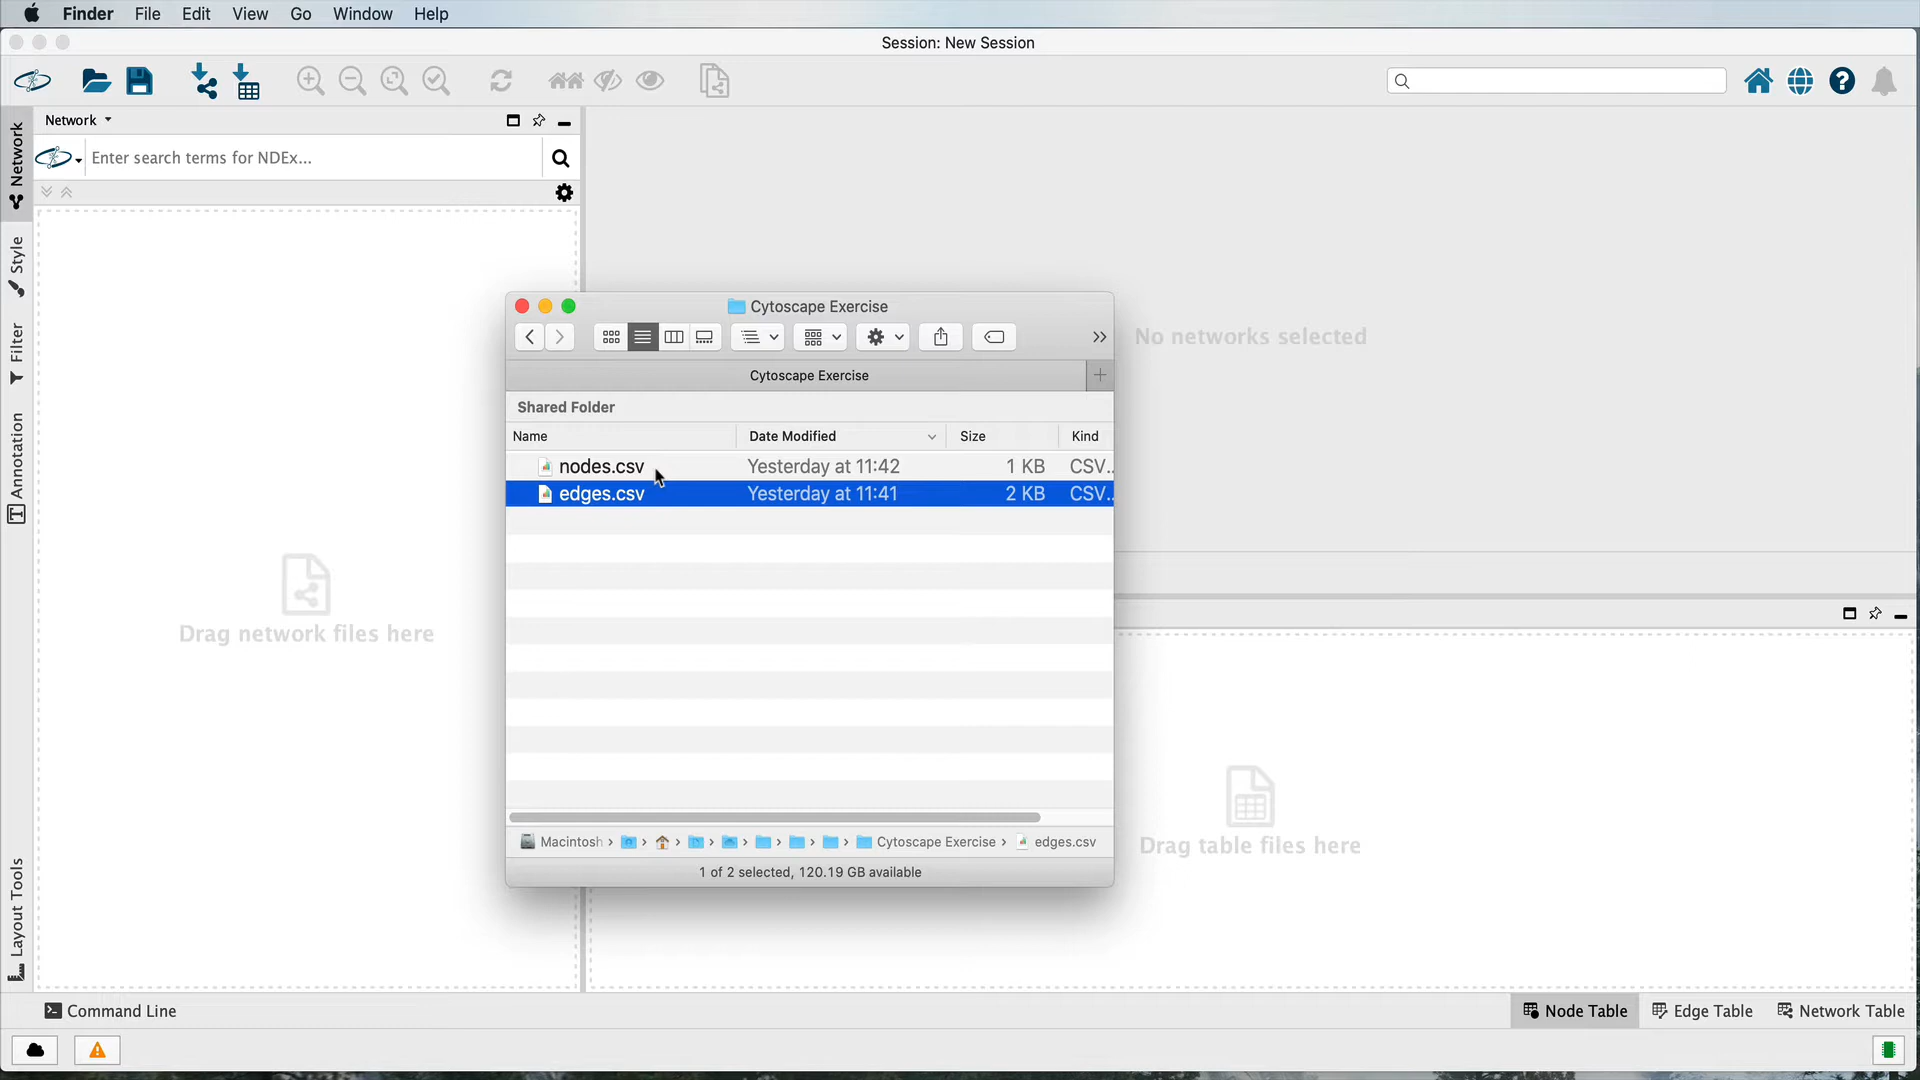 Finder File Edit View Go Window Help
Session: New Session
Network
Enter search terms for NDEx...
Network
Style
Filter
Annotation
Layout Tools
Drag network files here
No networks selected
Cytoscape Exercise
Cytoscape Exercise
Shared Folder
Name Date Modified Size Kind
nodes.csv Yesterday at 11:42 1 KB CSV...
edges.csv Yesterday at 11:41 2 KB CSV...
Macintosh › › › › › › › › Cytoscape Exercise › edges.csv
1 of 2 selected, 120.19 GB available
Drag table files here
Command Line
Node Table Edge Table Network Table